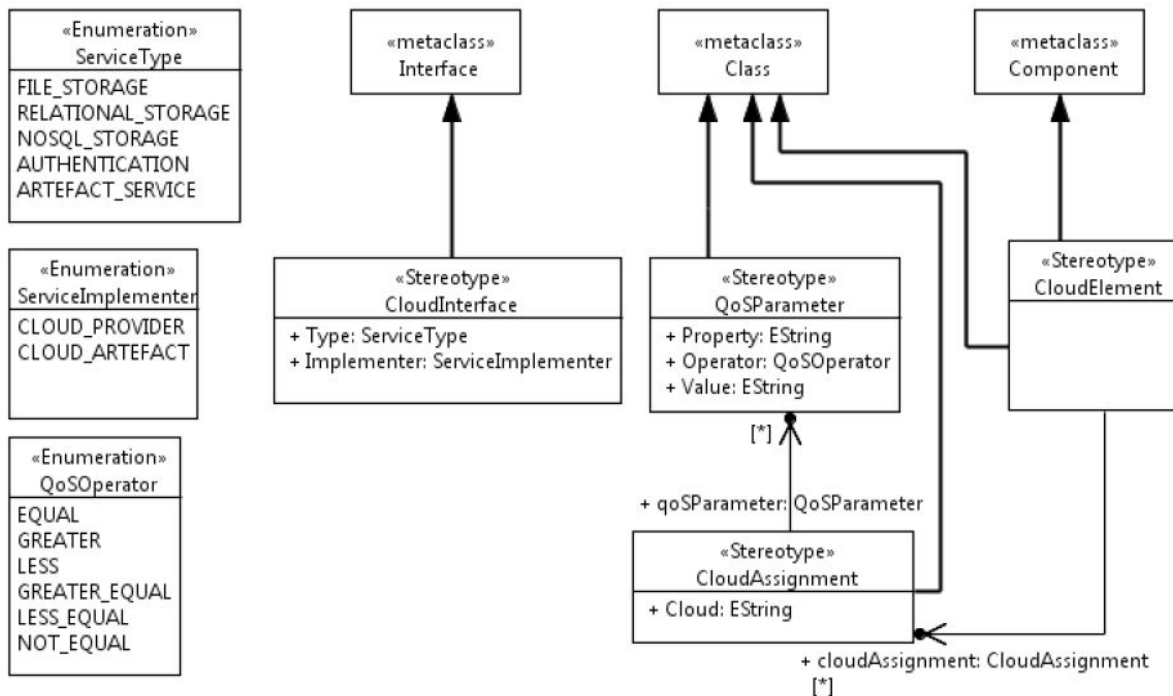 «Enumeration»
ServiceType
FILE_STORAGE
RELATIONAL_STORAGE
NOSQL_STORAGE
AUTHENTICATION
ARTEFACT_SERVICE
«metaclass»
Interface
«metaclass»
Class
«metaclass»
Component
«Enumeration»
ServiceImplementer
CLOUD_PROVIDER
CLOUD_ARTEFACT
«Stereotype»
CloudInterface
+ Type: ServiceType
+ Implementer: ServiceImplementer
«Stereotype»
QoSParameter
+ Property: EString
+ Operator: QoSOperator
+ Value: EString
«Stereotype»
CloudElement
«Enumeration»
QoSOperator
EQUAL
GREATER
LESS
GREATER_EQUAL
LESS_EQUAL
NOT_EQUAL
[*]
+ qoSParameter: QoSParameter
«Stereotype»
CloudAssignment
+ Cloud: EString
+ cloudAssignment: CloudAssignment
[*]